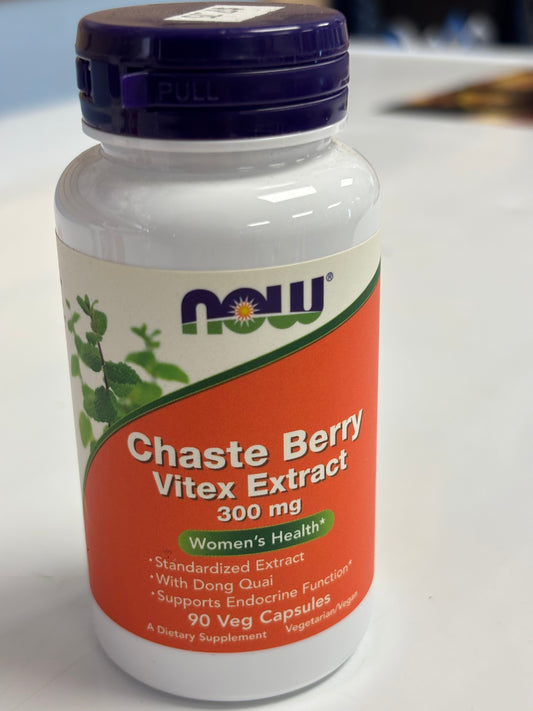 PULL
NOW®
Chaste Berry
Vitex Extract
300 mg
Women's Health*
•Standardized Extract
•With Dong Quai
•Supports Endocrine Function*
90 Veg Capsules
A Dietary Supplement Vegetarian/Vegan